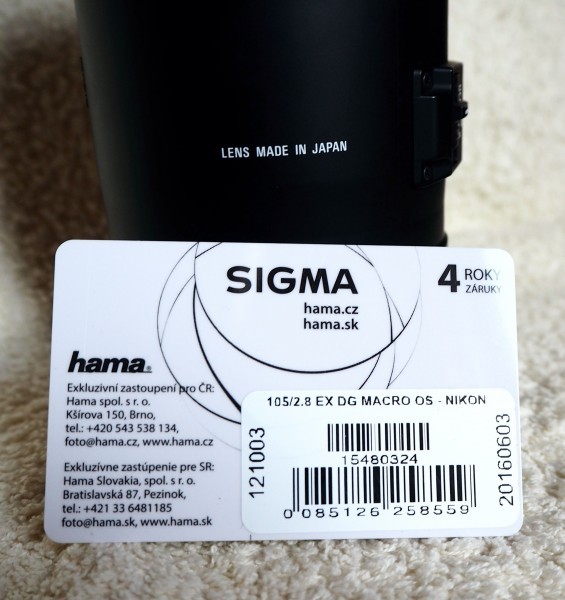 LENS MADE IN JAPAN
SIGMA
hama.cz
hama.sk
4 ROKY
ZÁRUKY
hama®
Exkluzivní zastoupení pro ČR:
Hama spol. s r. o.
Kšírova 150, Brno,
tel.: +420 543 538 134,
foto@hama.cz, www.hama.cz
Exkluzívne zastúpenie pre SR:
Hama Slovakia, spol. s r. o.
Bratislavská 87, Pezinok,
tel.: +421 33 6481185
foto@hama.sk, www.hama.sk
105/2.8 EX DG MACRO OS - NIKON
121003
15480324
0 085126 258559
20160603